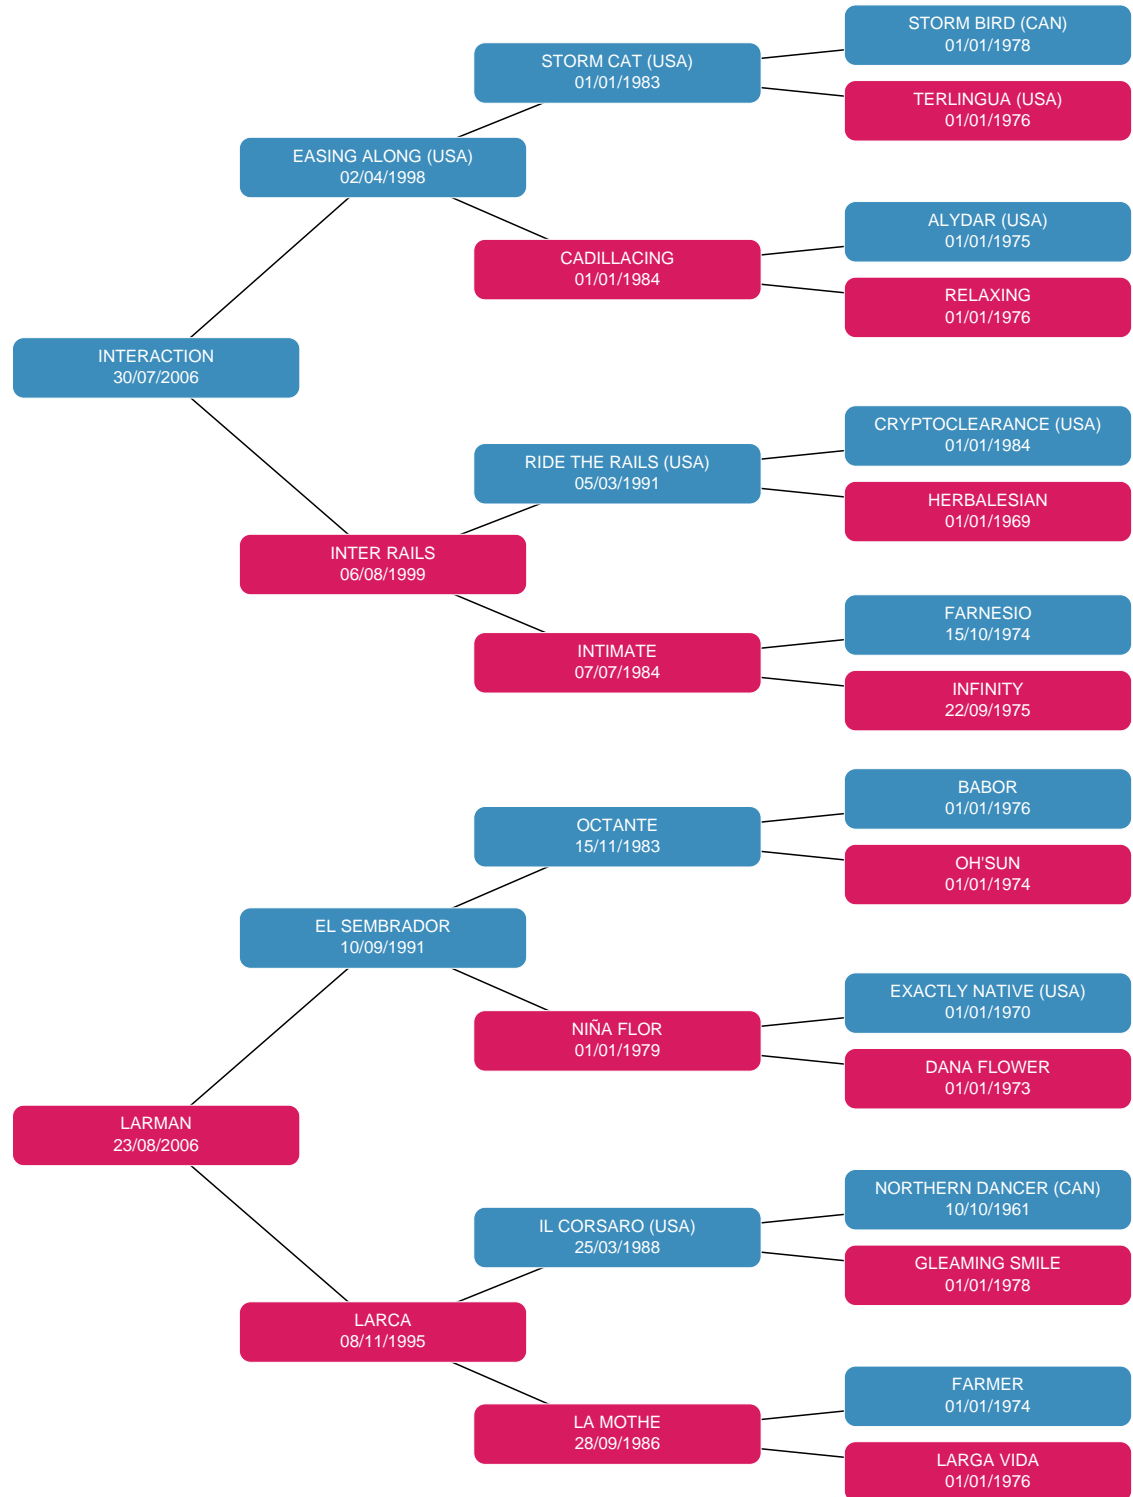 STORM BIRD (CAN)
01/01/1978
STORM CAT (USA)
01/01/1983
TERLINGUA (USA)
01/01/1976
EASING ALONG (USA)
02/04/1998
ALYDAR (USA)
01/01/1975
CADILLACING
01/01/1984
RELAXING
01/01/1976
INTERACTION
30/07/2006
CRYPTOCLEARANCE (USA)
01/01/1984
RIDE THE RAILS (USA)
05/03/1991
HERBALESIAN
01/01/1969
INTER RAILS
06/08/1999
FARNESIO
15/10/1974
INTIMATE
07/07/1984
INFINITY
22/09/1975
BABOR
01/01/1976
OCTANTE
15/11/1983
OH'SUN
01/01/1974
EL SEMBRADOR
10/09/1991
EXACTLY NATIVE (USA)
01/01/1970
NIÑA FLOR
01/01/1979
DANA FLOWER
01/01/1973
LARMAN
23/08/2006
NORTHERN DANCER (CAN)
10/10/1961
IL CORSARO (USA)
25/03/1988
GLEAMING SMILE
01/01/1978
LARCA
08/11/1995
FARMER
01/01/1974
LA MOTHE
28/09/1986
LARGA VIDA
01/01/1976